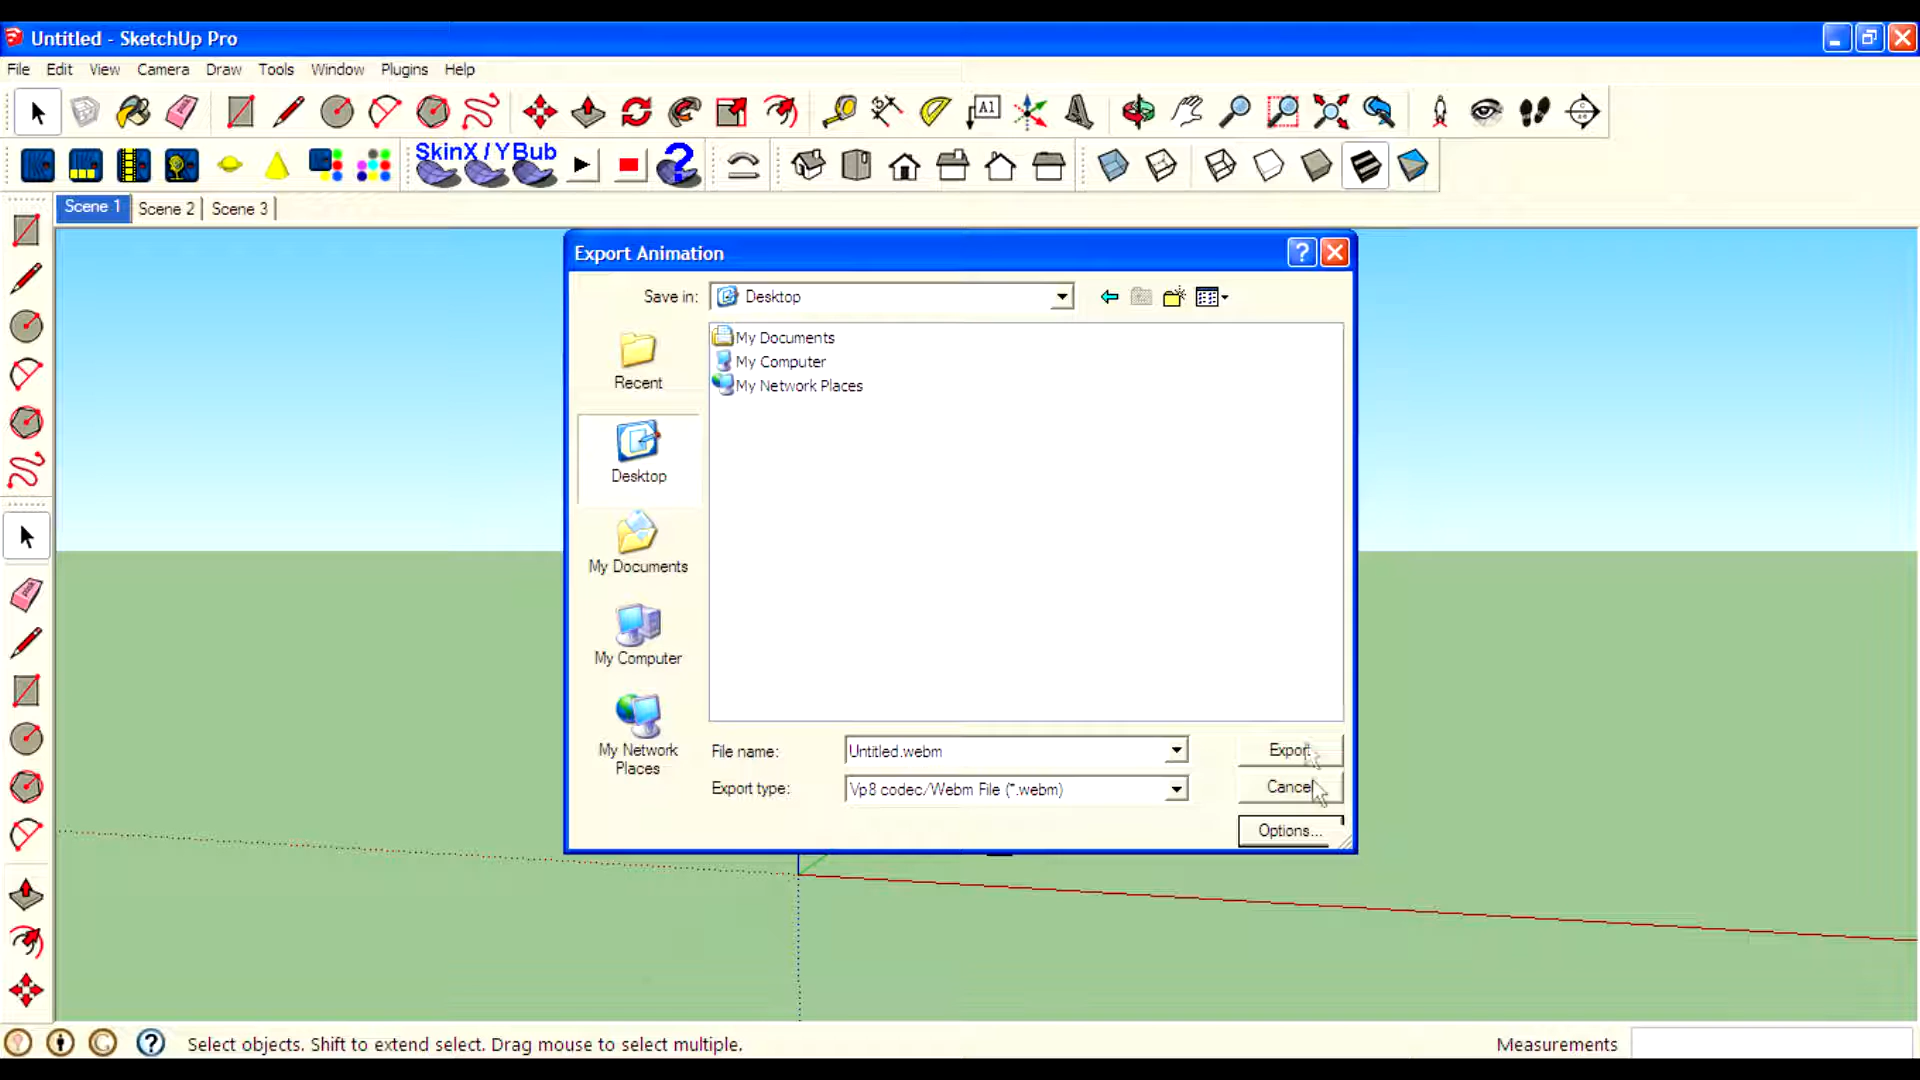 Untitled - SketchUp Pro
File Edit View Camera Draw Tools Window Plugins Help
A1
SkinX / YBub
Scene 1 Scene 2 Scene 3
Export Animation
Save in: Desktop
My Documents
My Computer
My Network Places
Recent
Desktop
My Documents
My Computer
My Network
Places
File name: Untitled.webm Export
Export type: Vp8 codec/Webm File (*.webm) Cancel
Options...
Select objects. Shift to extend select. Drag mouse to select multiple. Measurements